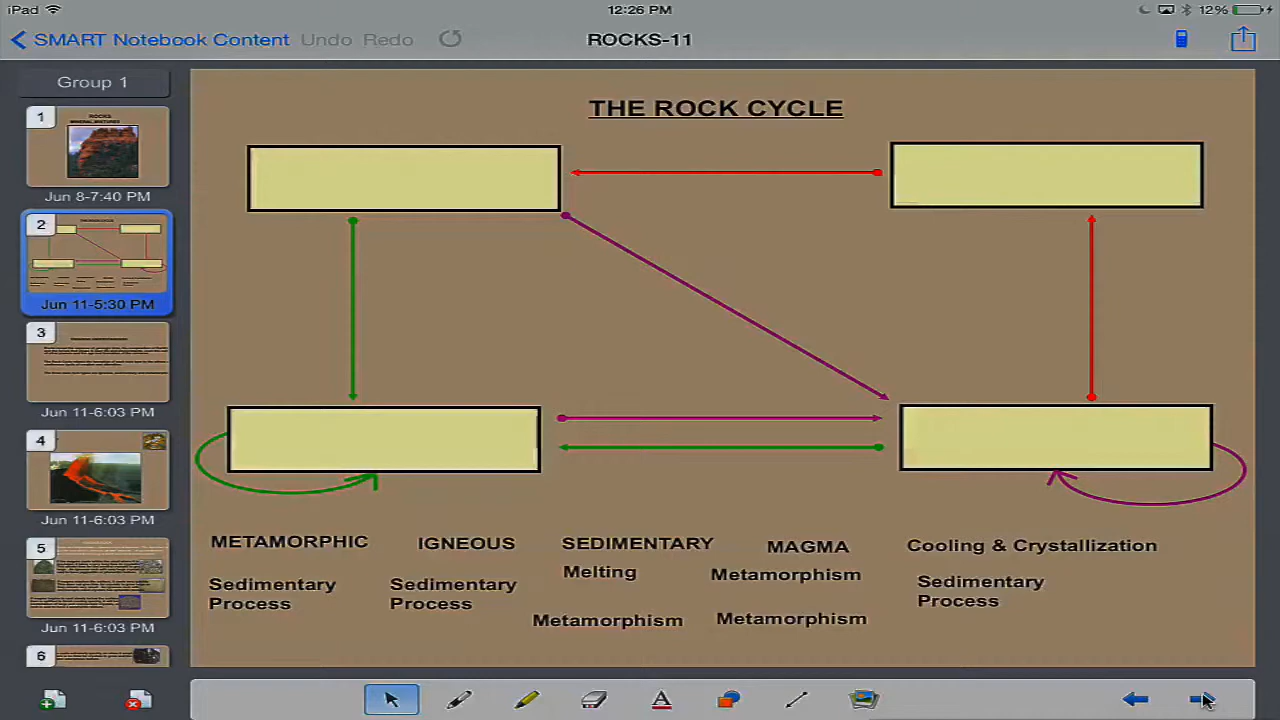 iPad
12:26 PM
12%
SMART Notebook Content
Undo
Redo
ROCKS-11
Group 1
1
Jun 8-7:40 PM
2
Jun 11-5:30 PM
3
Jun 11-6:03 PM
4
Jun 11-6:03 PM
5
Jun 11-6:03 PM
6
THE ROCK CYCLE
METAMORPHIC
IGNEOUS
SEDIMENTARY
MAGMA
Cooling & Crystallization
Sedimentary
Process
Sedimentary
Process
Melting
Metamorphism
Metamorphism
Metamorphism
Sedimentary
Process
A